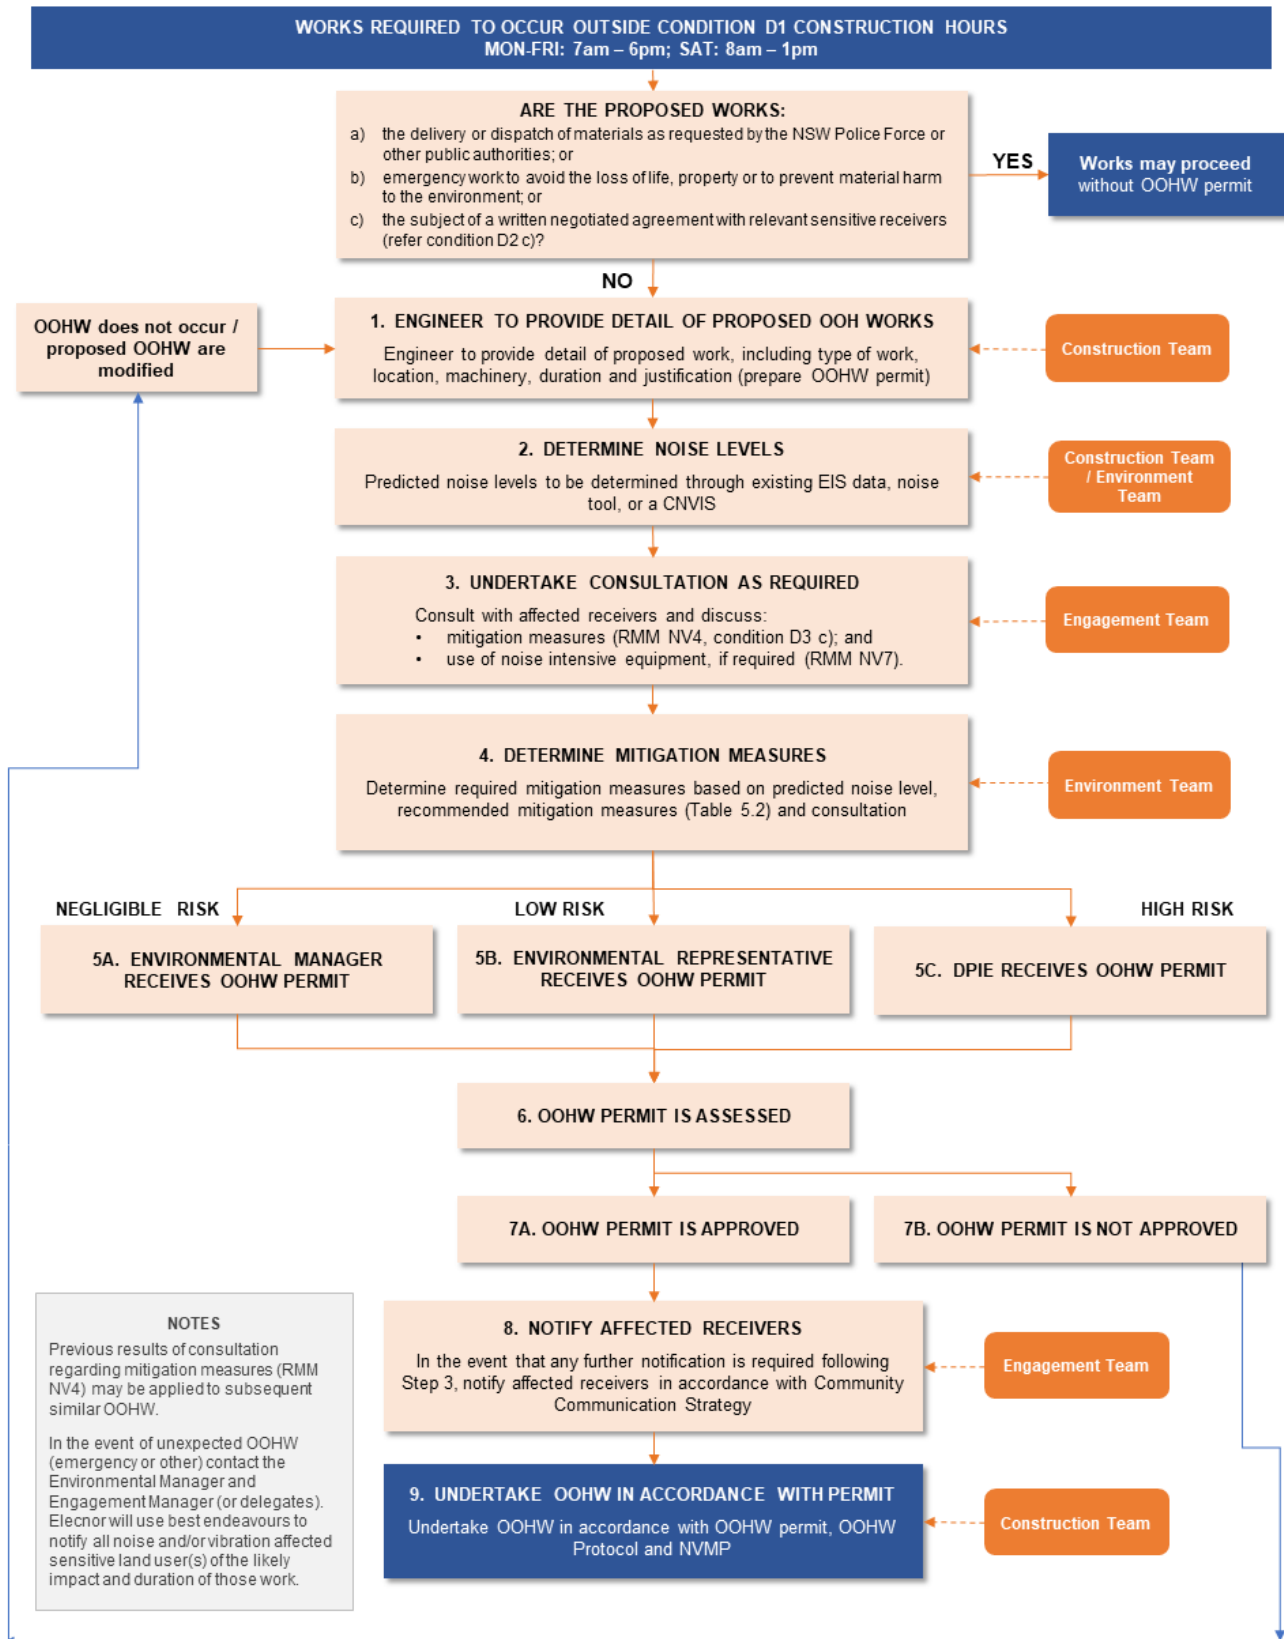 WORKS REQUIRED TO OCCUR OUTSIDE CONDITION D1 CONSTRUCTION HOURS
MON-FRI: 7am – 6pm; SAT: 8am – 1pm
ARE THE PROPOSED WORKS:
a) the delivery or dispatch of materials as requested by the NSW Police Force or
other public authorities; or
b) emergency work to avoid the loss of life, property or to prevent material harm
to the environment; or
c) the subject of a written negotiated agreement with relevant sensitive receivers
(refer condition D2 c)?
YES
Works may proceed
without OOHW permit
NO
OOHW does not occur /
proposed OOHW are
modified
1. ENGINEER TO PROVIDE DETAIL OF PROPOSED OOH WORKS
Engineer to provide detail of proposed work, including type of work,
location, machinery, duration and justification (prepare OOHW permit)
Construction Team
2. DETERMINE NOISE LEVELS
Predicted noise levels to be determined through existing EIS data, noise
tool, or a CNVIS
Construction Team
/ Environment
Team
3. UNDERTAKE CONSULTATION AS REQUIRED
Consult with affected receivers and discuss:
• mitigation measures (RMM NV4, condition D3 c); and
• use of noise intensive equipment, if required (RMM NV7).
Engagement Team
4. DETERMINE MITIGATION MEASURES
Determine required mitigation measures based on predicted noise level,
recommended mitigation measures (Table 5.2) and consultation
Environment Team
NEGLIGIBLE RISK
LOW RISK
HIGH RISK
5A. ENVIRONMENTAL MANAGER
RECEIVES OOHW PERMIT
5B. ENVIRONMENTAL REPRESENTATIVE
RECEIVES OOHW PERMIT
5C. DPIE RECEIVES OOHW PERMIT
6. OOHW PERMIT IS ASSESSED
7A. OOHW PERMIT IS APPROVED
7B. OOHW PERMIT IS NOT APPROVED
8. NOTIFY AFFECTED RECEIVERS
In the event that any further notification is required following
Step 3, notify affected receivers in accordance with Community
Communication Strategy
Engagement Team
9. UNDERTAKE OOHW IN ACCORDANCE WITH PERMIT
Undertake OOHW in accordance with OOHW permit, OOHW
Protocol and NVMP
Construction Team
NOTES
Previous results of consultation
regarding mitigation measures (RMM
NV4) may be applied to subsequent
similar OOHW.
In the event of unexpected OOHW
(emergency or other) contact the
Environmental Manager and
Engagement Manager (or delegates).
Elecnor will use best endeavours to
notify all noise and/or vibration affected
sensitive land user(s) of the likely
impact and duration of those work.